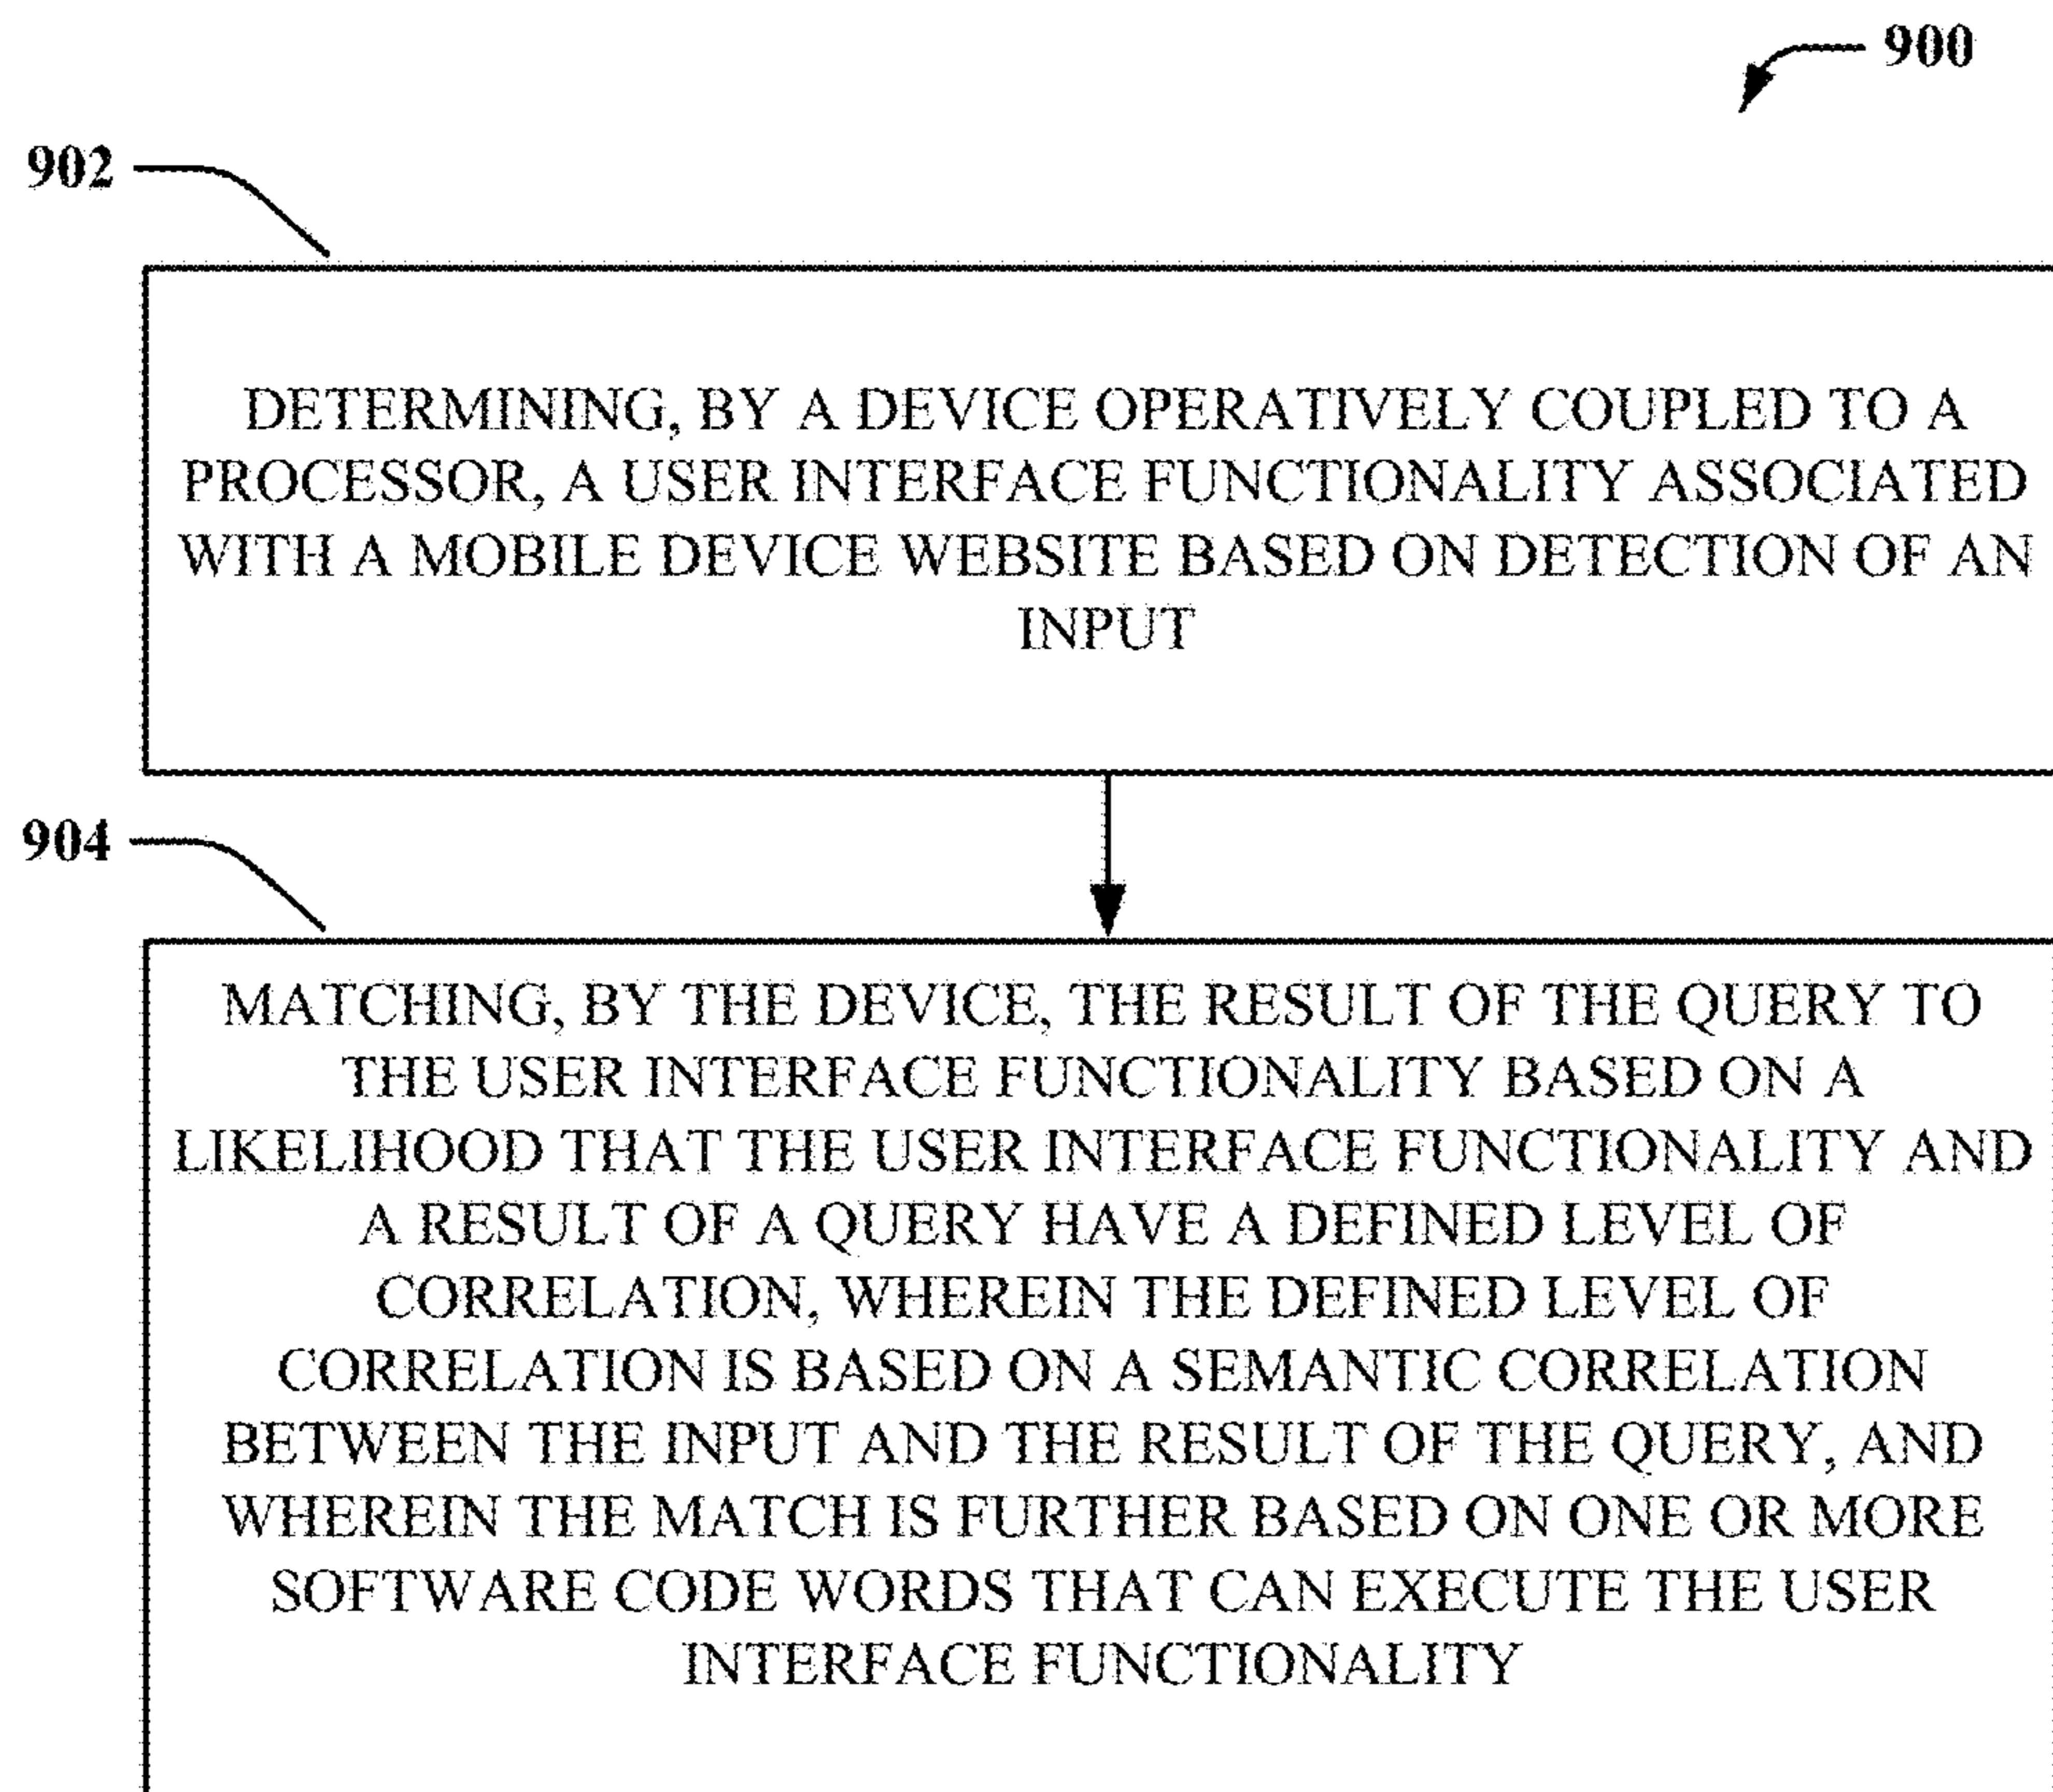 900
902
DETERMINING, BY A DEVICE OPERATIVELY COUPLED TO A
PROCESSOR, A USER INTERFACE FUNCTIONALITY ASSOCIATED
WITH A MOBILE DEVICE WEBSITE BASED ON DETECTION OF AN
INPUT
904
MATCHING, BY THE DEVICE, THE RESULT OF THE QUERY TO
THE USER INTERFACE FUNCTIONALITY BASED ON A
LIKELIHOOD THAT THE USER INTERFACE FUNCTIONALITY AND
A RESULT OF A QUERY HAVE A DEFINED LEVEL OF
CORRELATION, WHEREIN THE DEFINED LEVEL OF
CORRELATION IS BASED ON A SEMANTIC CORRELATION
BETWEEN THE INPUT AND THE RESULT OF THE QUERY, AND
WHEREIN THE MATCH IS FURTHER BASED ON ONE OR MORE
SOFTWARE CODE WORDS THAT CAN EXECUTE THE USER
INTERFACE FUNCTIONALITY